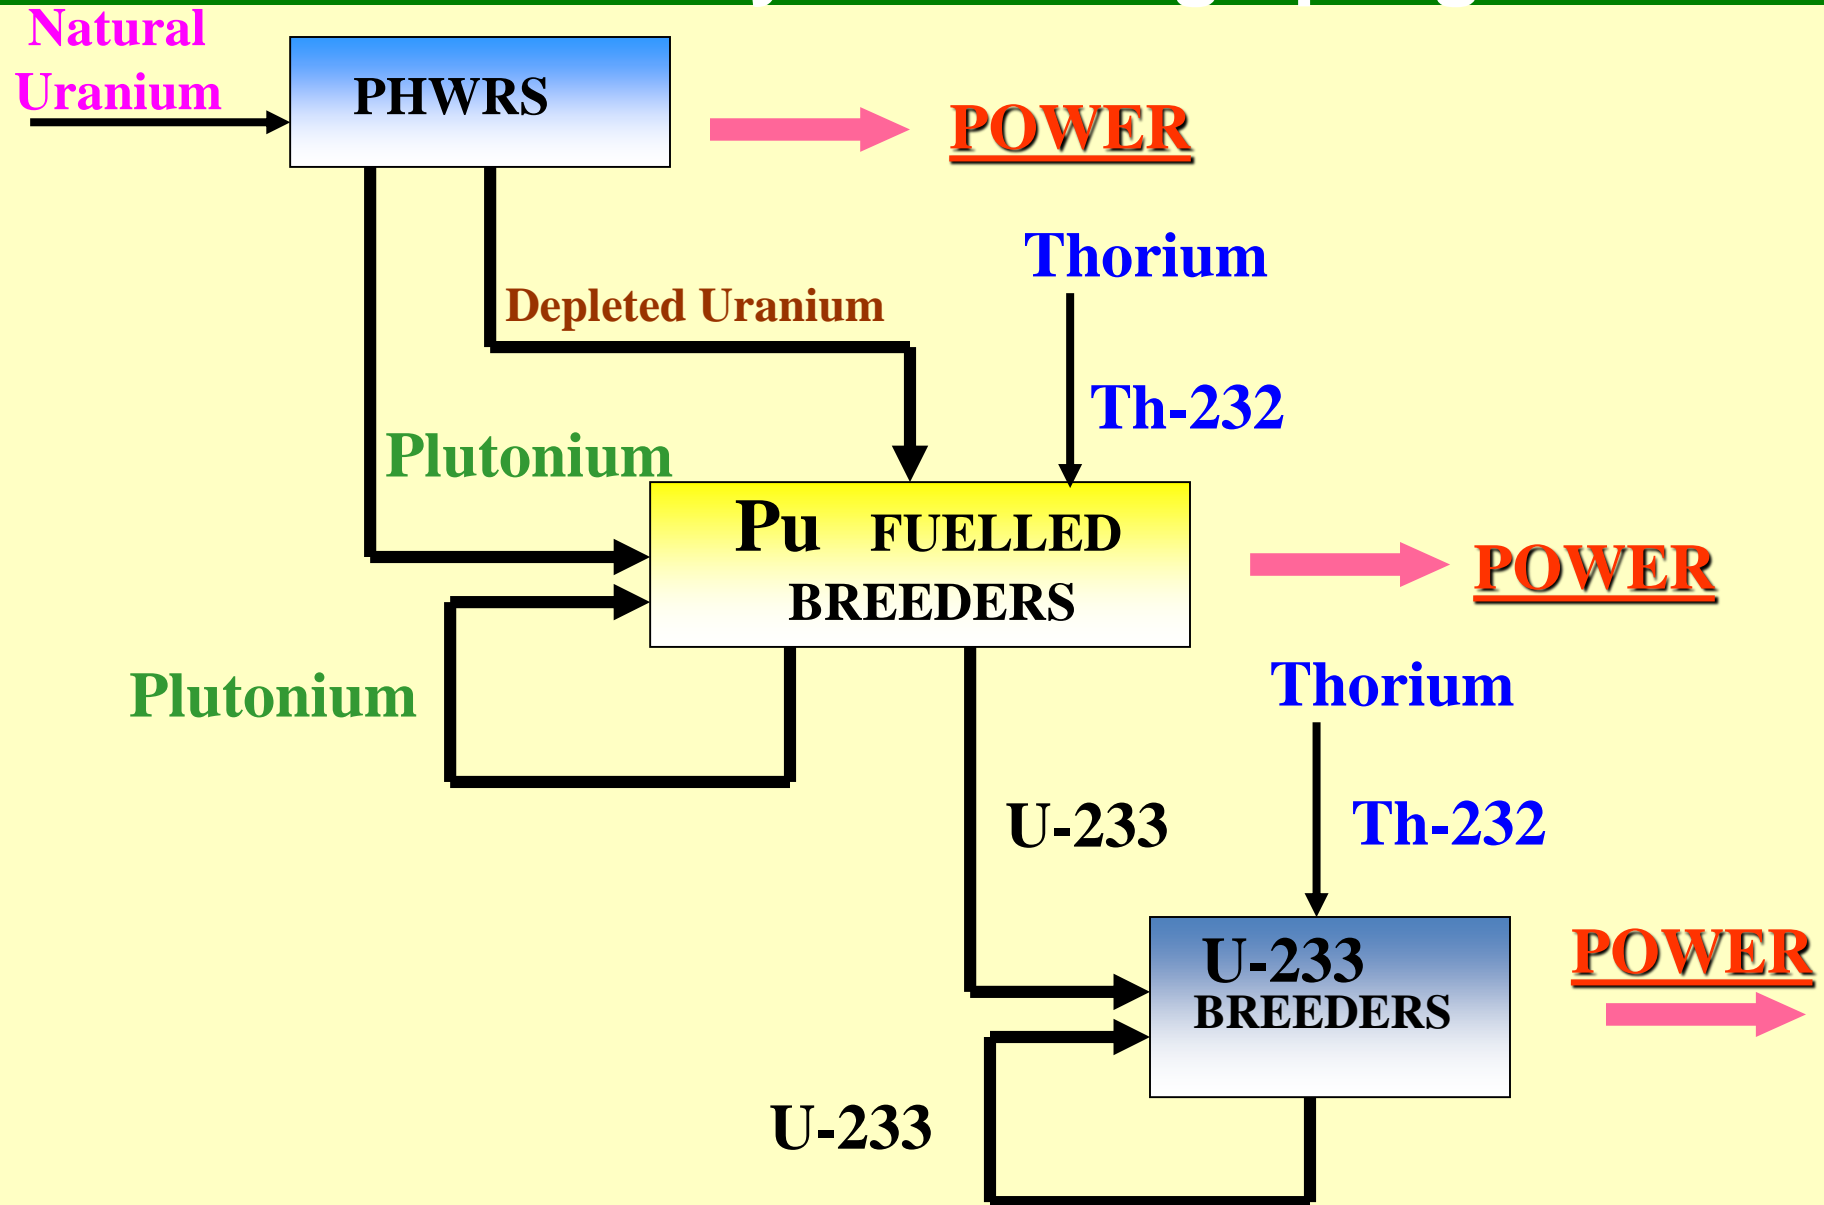 Natural
Uranium
PHWRS
POWER
Thorium
Depleted Uranium
Th-232
Plutonium
Pu FUELLED
BREEDERS
POWER
Plutonium
Thorium
U-233
Th-232
U-233
BREEDERS
POWER
U-233